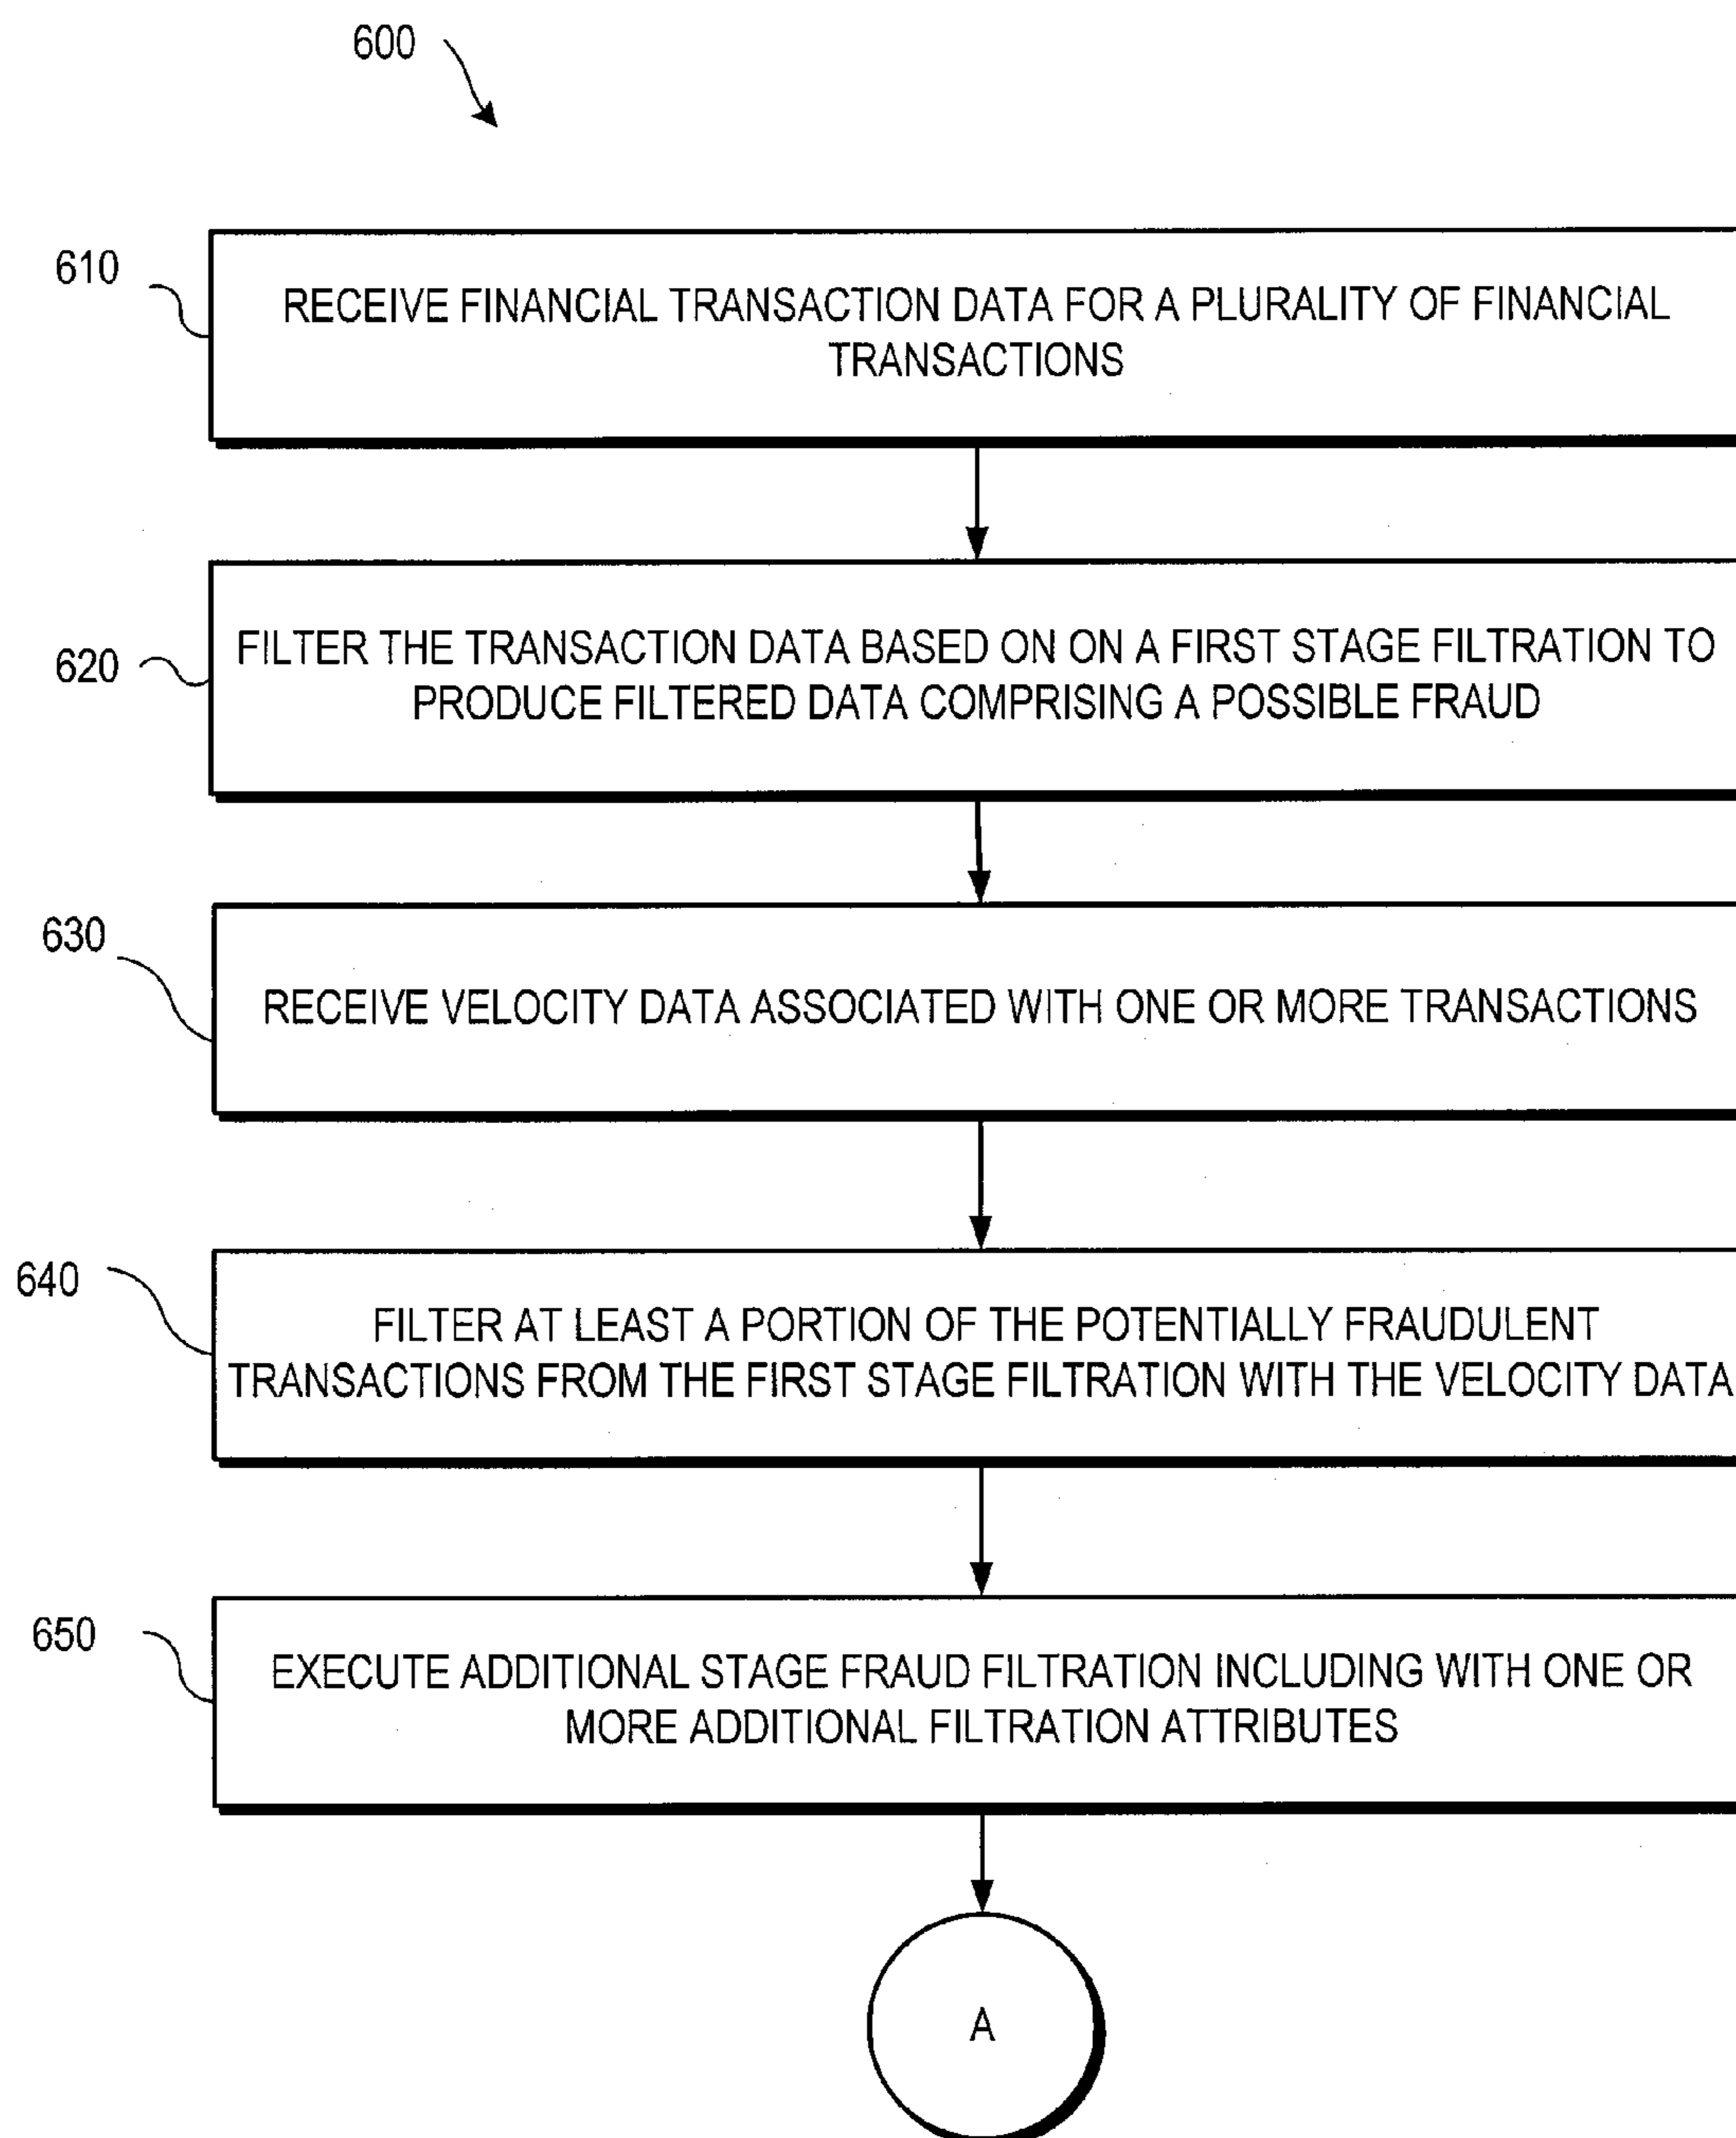 600
610
RECEIVE FINANCIAL TRANSACTION DATA FOR A PLURALITY OF FINANCIAL
TRANSACTIONS
620
FILTER THE TRANSACTION DATA BASED ON ON A FIRST STAGE FILTRATION TO
PRODUCE FILTERED DATA COMPRISING A POSSIBLE FRAUD
630
RECEIVE VELOCITY DATA ASSOCIATED WITH ONE OR MORE TRANSACTIONS
640
FILTER AT LEAST A PORTION OF THE POTENTIALLY FRAUDULENT
TRANSACTIONS FROM THE FIRST STAGE FILTRATION WITH THE VELOCITY DATA
650
EXECUTE ADDITIONAL STAGE FRAUD FILTRATION INCLUDING WITH ONE OR
MORE ADDITIONAL FILTRATION ATTRIBUTES
A